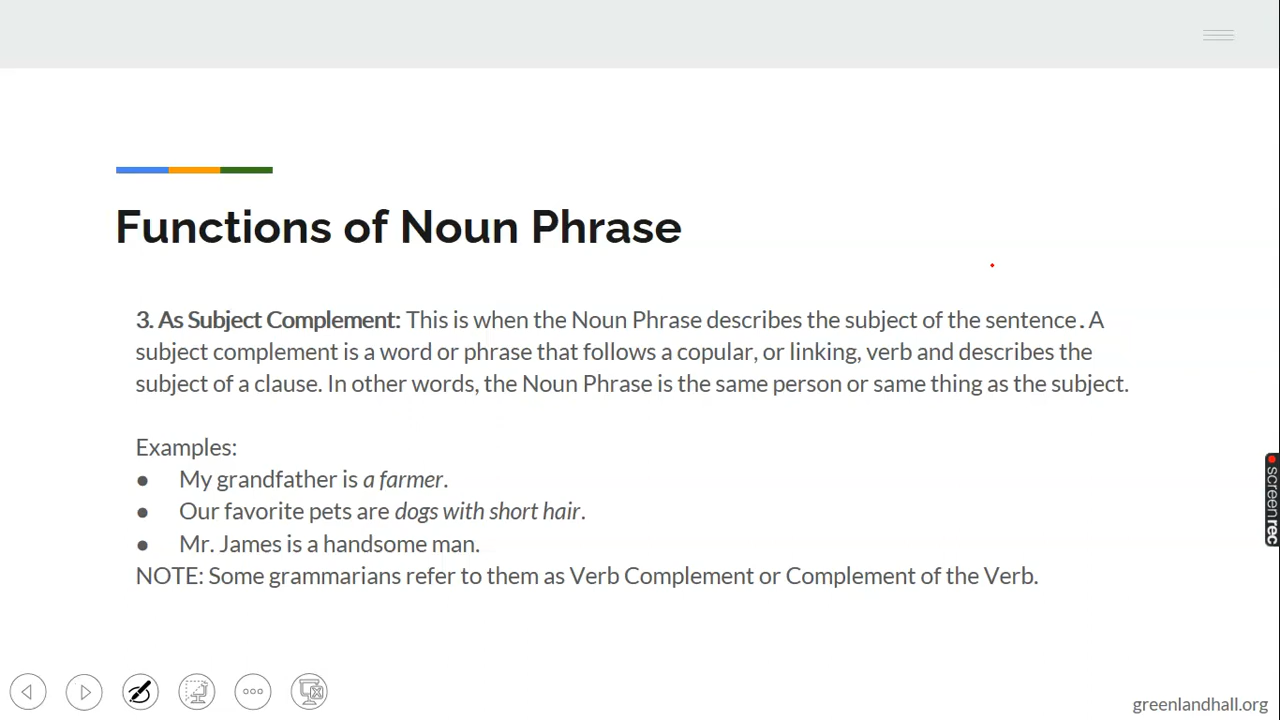 Functions of Noun Phrase
3. As Subject Complement: This is when the Noun Phrase describes the subject of the sentence. A
subject complement is a word or phrase that follows a copular, or linking, verb and describes the
subject of a clause. In other words, the Noun Phrase is the same person or same thing as the subject.
Examples:
● My grandfather is a farmer.
● Our favorite pets are dogs with short hair.
● Mr. James is a handsome man.
NOTE: Some grammarians refer to them as Verb Complement or Complement of the Verb.
screenrec
greenlandhall.org